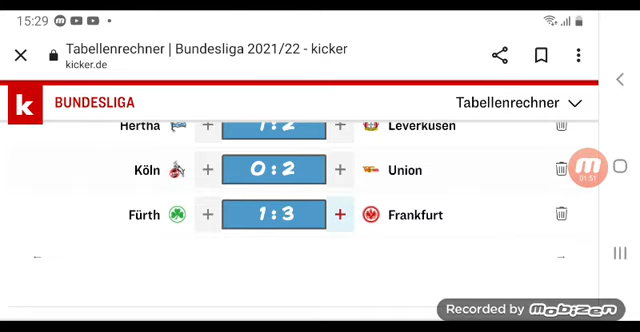 15:29
Tabellenrechner | Bundesliga 2021/22 - kicker
kicker.de
k BUNDESLIGA Tabellenrechner
Hertha + 1:2 + Leverkusen
Köln + 0:2 + Union
01:51
Fürth + 1:3 + Frankfurt
← →
Recorded by Mobizen